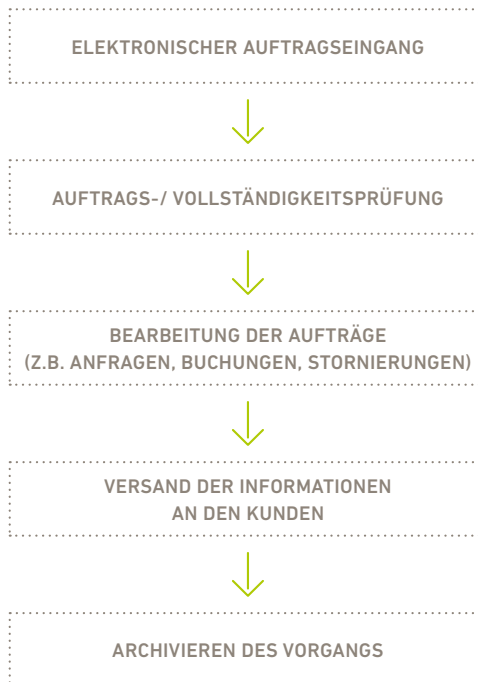 ELEKTRONISCHER AUFTRAGSEINGANG
AUFTRAGS-/ VOLLSTÄNDIGKEITSPRÜFUNG
BEARBEITUNG DER AUFTRÄGE
(Z.B. ANFRAGEN, BUCHUNGEN, STORNIERUNGEN)
VERSAND DER INFORMATIONEN
AN DEN KUNDEN
ARCHIVIEREN DES VORGANGS